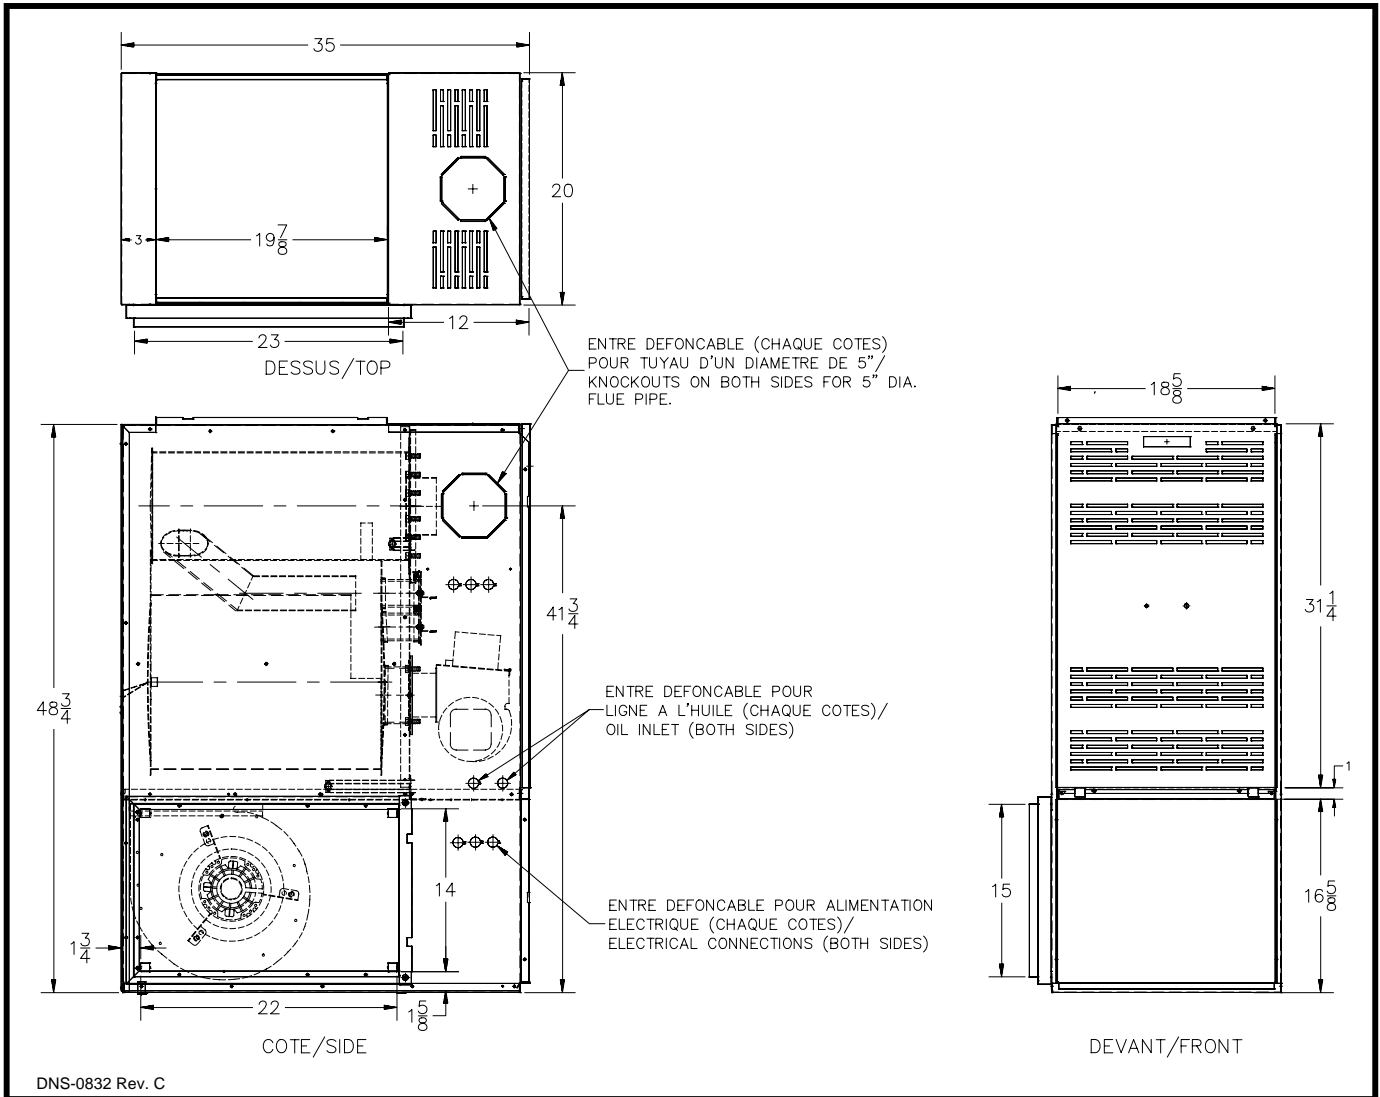 35
20
3
19 7/8
12
23
DESSUS/TOP
ENTRE DEFONCABLE (CHAQUE COTES)
POUR TUYAU D'UN DIAMETRE DE 5"/
KNOCKOUTS ON BOTH SIDES FOR 5" DIA.
FLUE PIPE.
18 5/8
41 3/4
31 1/4
48 3/4
ENTRE DEFONCABLE POUR
LIGNE A L'HUILE (CHAQUE COTES)/
OIL INLET (BOTH SIDES)
1
14
15
16 5/8
ENTRE DEFONCABLE POUR ALIMENTATION
ELECTRIQUE (CHAQUE COTES)/
ELECTRICAL CONNECTIONS (BOTH SIDES)
1 3/4
22
1 5/8
COTE/SIDE
DEVANT/FRONT
DNS-0832 Rev. C